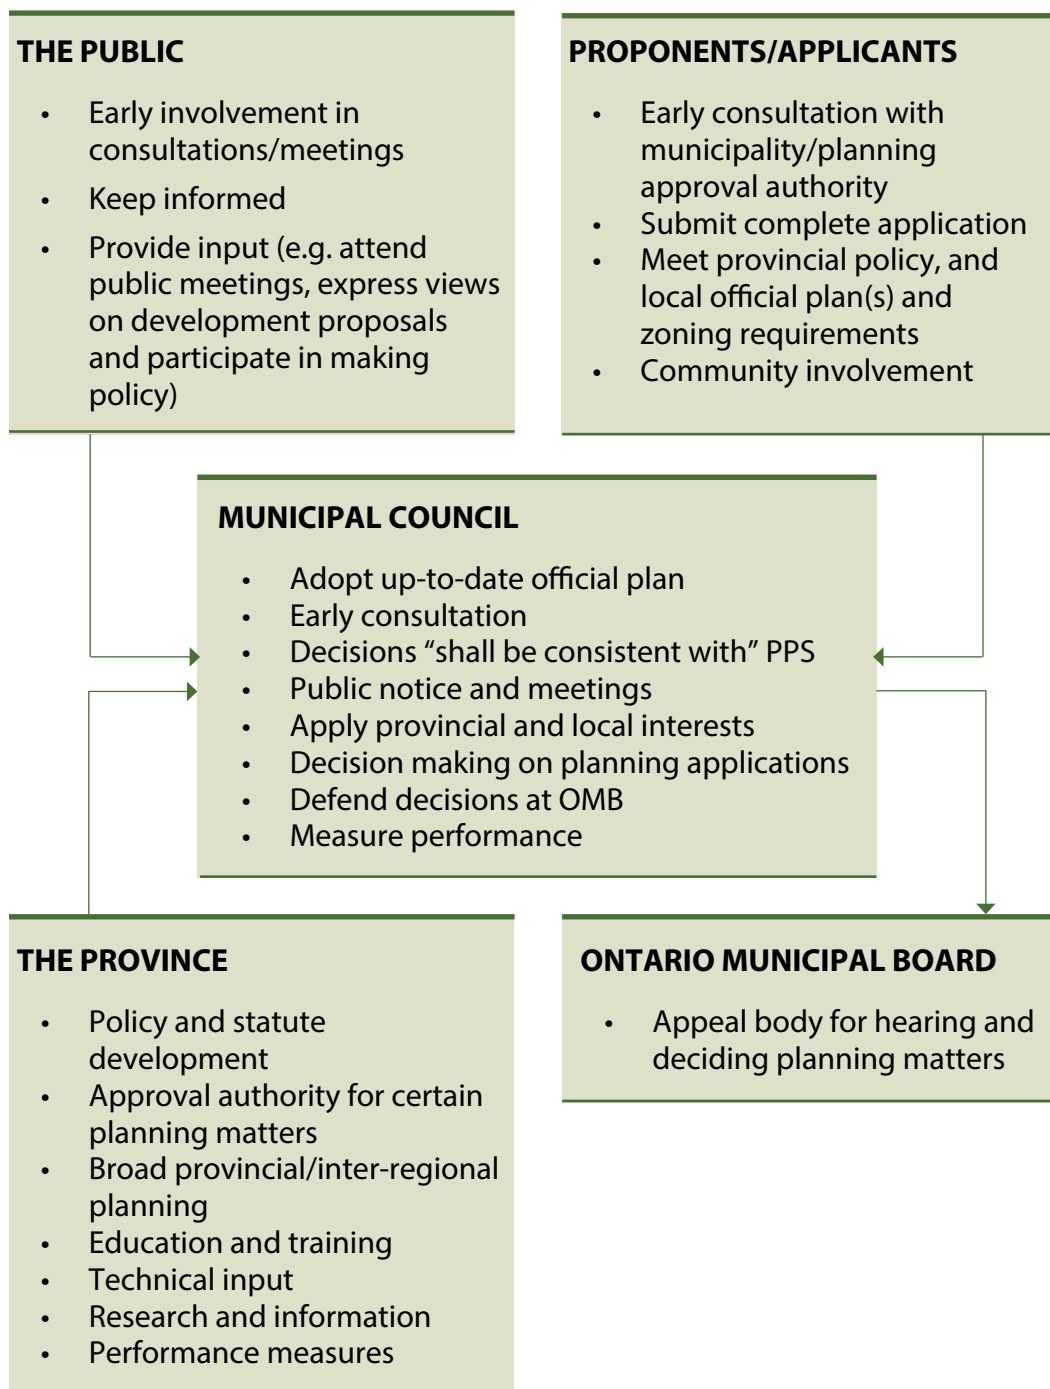 THE PUBLIC
• Early involvement in
consultations/meetings
• Keep informed
• Provide input (e.g. attend
public meetings, express views
on development proposals
and participate in making
policy)
PROPONENTS/APPLICANTS
• Early consultation with
municipality/planning
approval authority
• Submit complete application
• Meet provincial policy, and
local official plan(s) and
zoning requirements
• Community involvement
MUNICIPAL COUNCIL
• Adopt up-to-date official plan
• Early consultation
• Decisions “shall be consistent with” PPS
• Public notice and meetings
• Apply provincial and local interests
• Decision making on planning applications
• Defend decisions at OMB
• Measure performance
THE PROVINCE
• Policy and statute
development
• Approval authority for certain
planning matters
• Broad provincial/inter-regional
planning
• Education and training
• Technical input
• Research and information
• Performance measures
ONTARIO MUNICIPAL BOARD
• Appeal body for hearing and
deciding planning matters